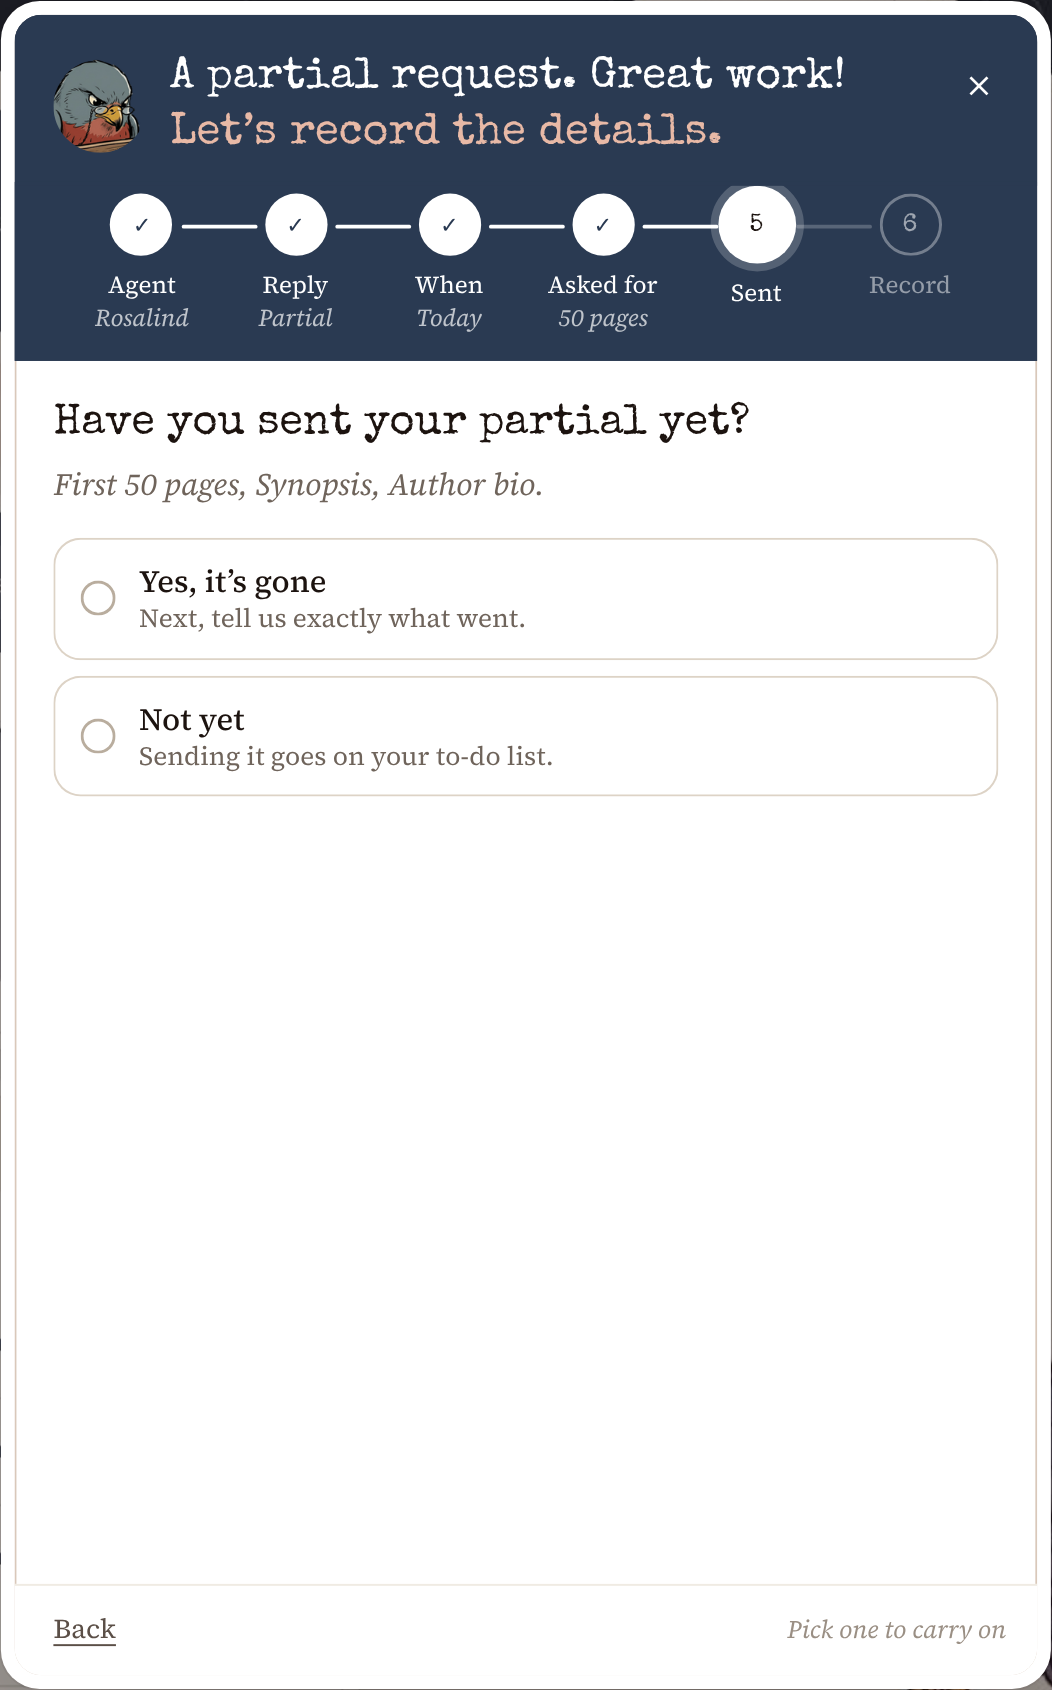 A partial request. Great work!
Let’s record the details.
×
✓ ✓ ✓ ✓ 5 6
Agent Reply When Asked for Sent Record
Rosalind Partial Today 50 pages
Have you sent your partial yet?
First 50 pages, Synopsis, Author bio.
Yes, it’s gone
Next, tell us exactly what went.
Not yet
Sending it goes on your to-do list.
Back Pick one to carry on